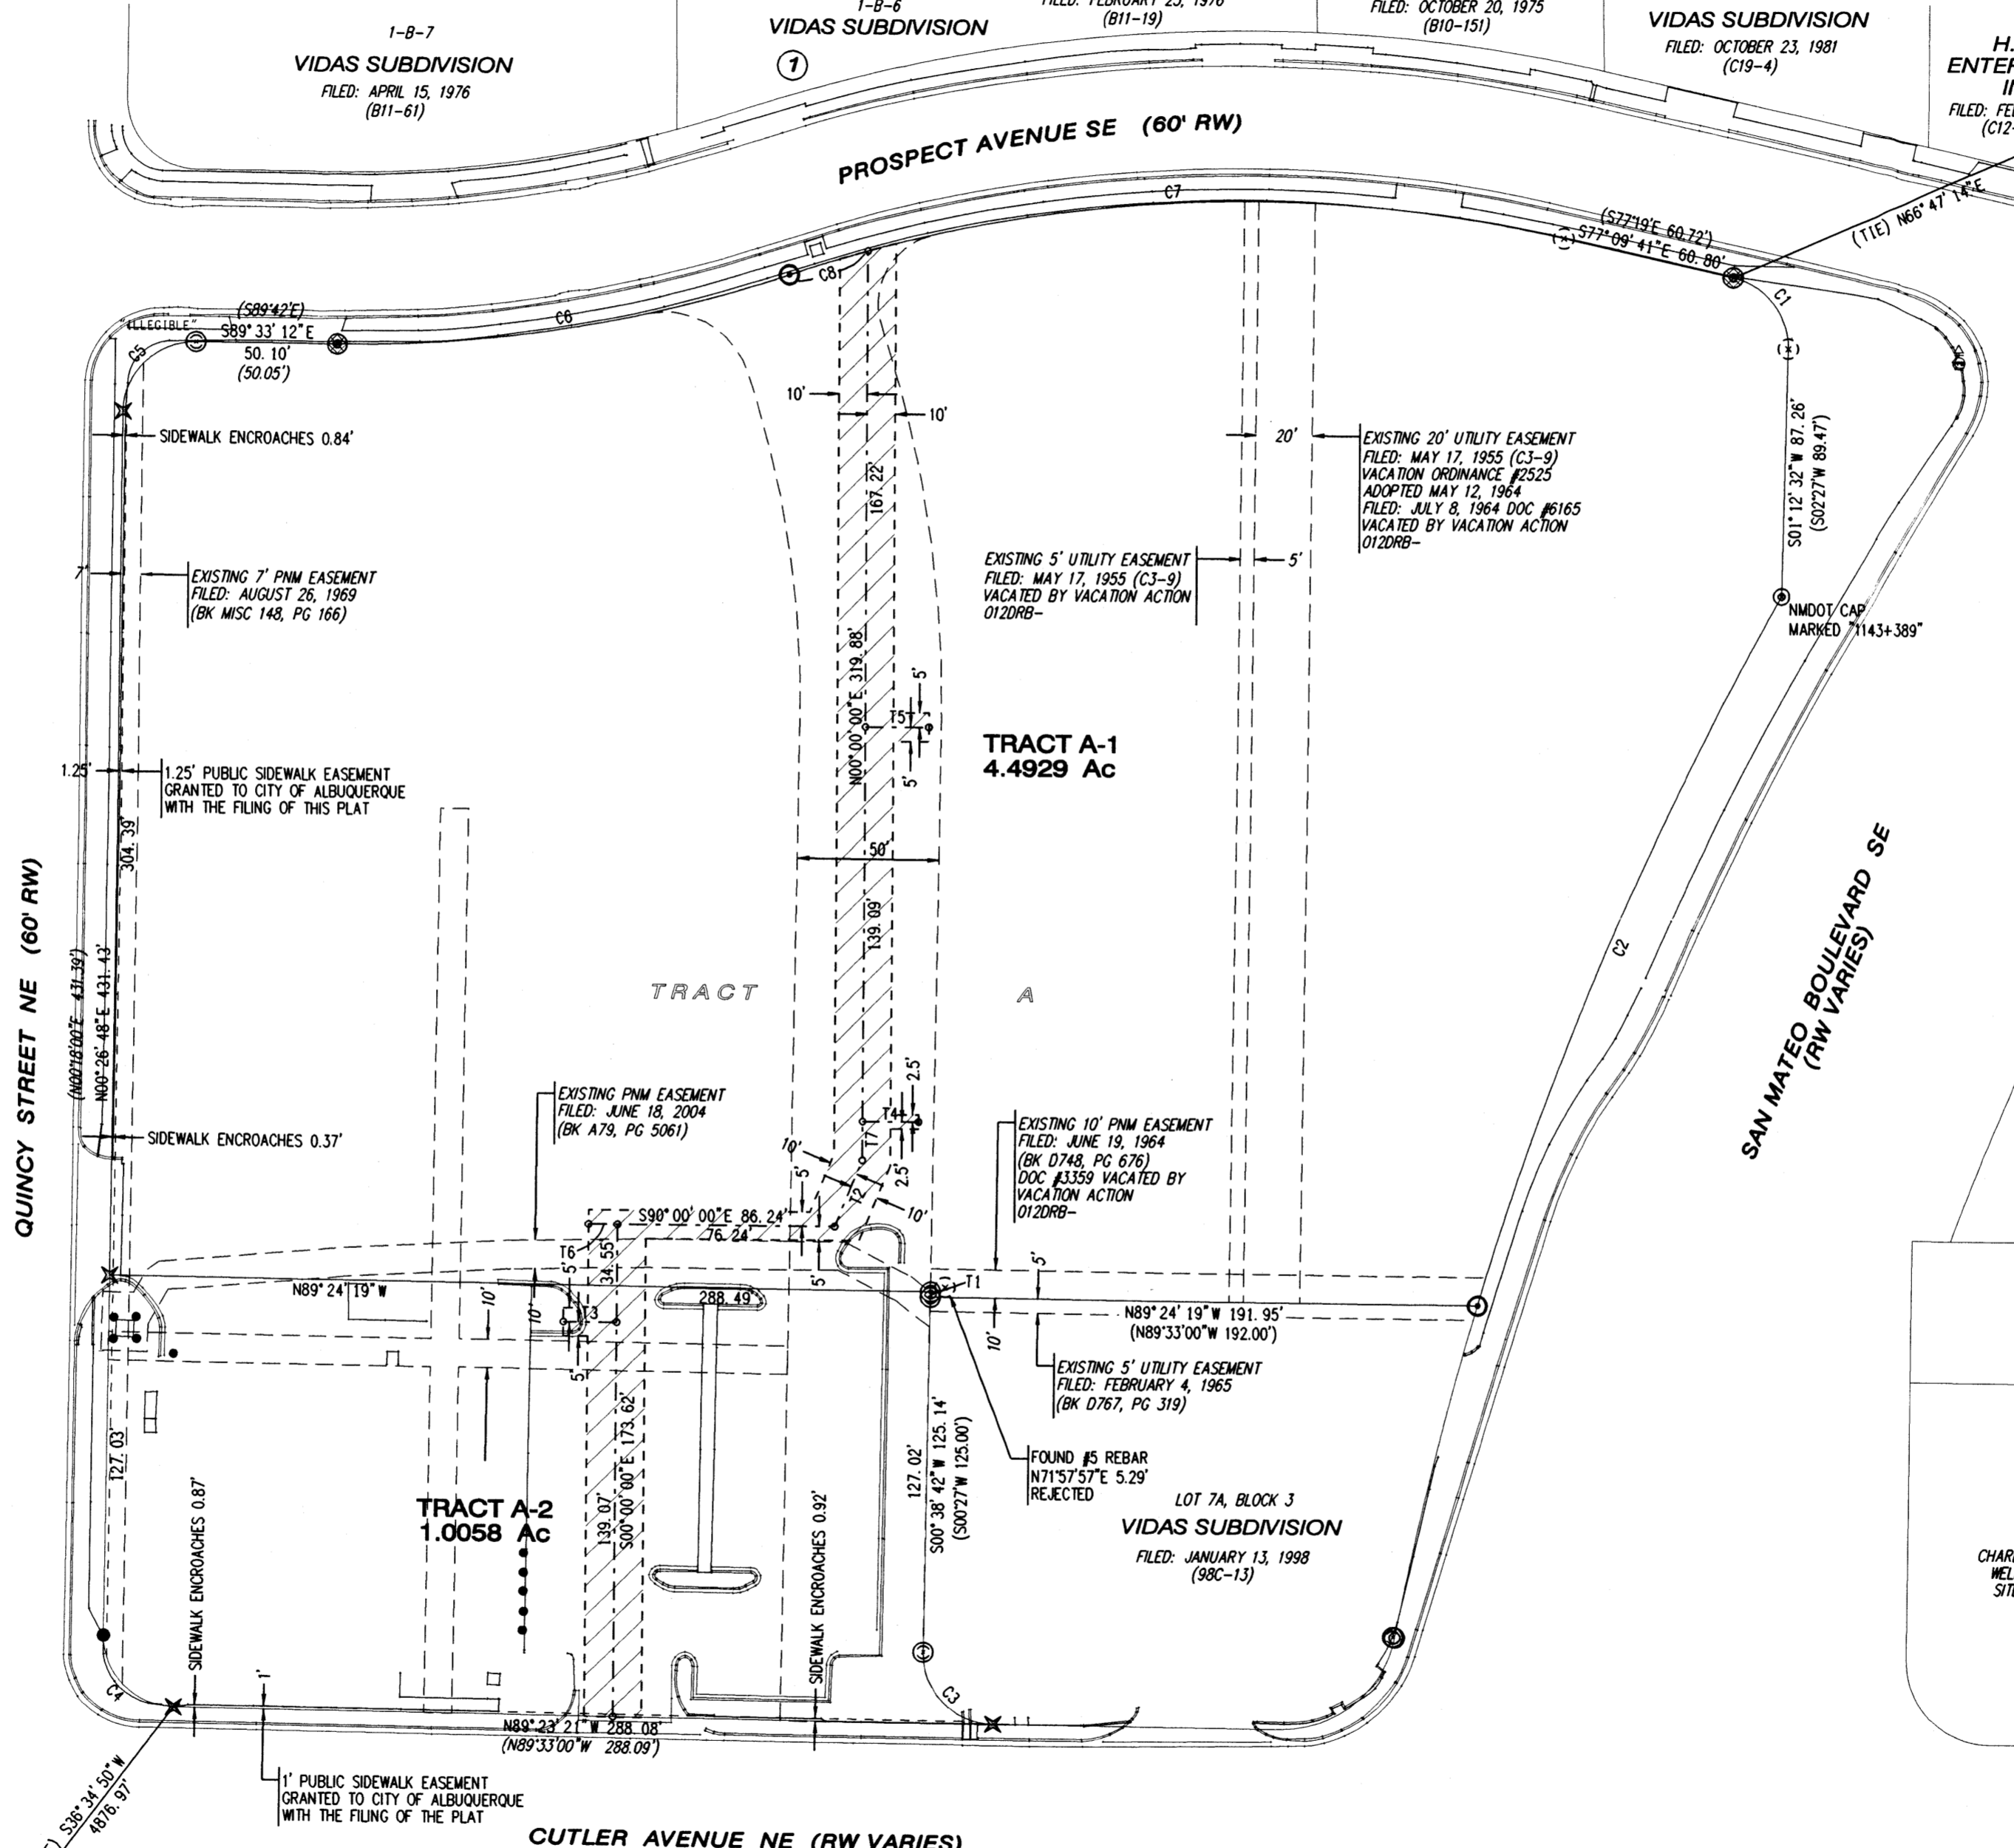 1-B-7
VIDAS SUBDIVISION
FILED: APRIL 15, 1976
(B11-61)
1-B-6
VIDAS SUBDIVISION
1
FILED: FEBRUARY 25, 1976
(B11-19)
FILED: OCTOBER 20, 1975
(B10-151)
VIDAS SUBDIVISION
FILED: OCTOBER 23, 1981
(C19-4)
H.
ENTER
FILED: FE
(C12-
PROSPECT AVENUE SE (60' RW)
C7
(S77°19'E 60.72')
S77°09'41"E 60.80'
(TIE) N66°47'14"E
C1
C8
C6
(S89°42'E)
ILLEGIBLE"
S89°33'12"E
50.10'
(50.05')
C5
10'
10'
SIDEWALK ENCROACHES 0.84'
167.22'
20'
EXISTING 20' UTILITY EASEMENT
FILED: MAY 17, 1955 (C3-9)
VACATION ORDINANCE #2525
ADOPTED MAY 12, 1964
FILED: JULY 8, 1964 DOC #6165
VACATED BY VACATION ACTION
012DRB-
S01°12'32"W 87.26'
(S02°27'W 89.47')
EXISTING 5' UTILITY EASEMENT
FILED: MAY 17, 1955 (C3-9)
VACATED BY VACATION ACTION
012DRB-
5'
7'
EXISTING 7' PNM EASEMENT
FILED: AUGUST 26, 1969
(BK MISC 148, PG 166)
NMDOT CAP
MARKED "1143+389"
N00°00'00"E 319.88'
5'
T5
5'
TRACT A-1
4.4929 Ac
1.25'
1.25' PUBLIC SIDEWALK EASEMENT
GRANTED TO CITY OF ALBUQUERQUE
WITH THE FILING OF THIS PLAT
304.39'
50'
139.09'
QUINCY STREET NE (60' RW)
(N00°18'00"E 431.39')
N00°26'48"E 431.43'
TRACT A
C2
SAN MATEO BOULEVARD SE
(RW VARIES)
EXISTING PNM EASEMENT
FILED: JUNE 18, 2004
(BK A79, PG 5061)
2.5'
T4
T7
2.5'
SIDEWALK ENCROACHES 0.37'
10'
5'
T2
10'
EXISTING 10' PNM EASEMENT
FILED: JUNE 19, 1964
(BK D748, PG 676)
DOC #3359 VACATED BY
VACATION ACTION
012DRB-
S90°00'00"E 86.24'
76.24'
T6
5'
34.55'
5'
T1
5'
N89°24'19"W
288.49'
10'
10'
T3
5'
10'
N89°24'19"W 191.95'
(N89°33'00"W 192.00')
EXISTING 5' UTILITY EASEMENT
FILED: FEBRUARY 4, 1965
(BK D767, PG 319)
127.03'
139.07'
S00°00'00"E 173.62'
127.02'
S00°38'42"W 125.14'
(S00°27'W 125.00')
FOUND #5 REBAR
N71°57'57"E 5.29'
REJECTED
TRACT A-2
1.0058 Ac
LOT 7A, BLOCK 3
VIDAS SUBDIVISION
FILED: JANUARY 13, 1998
(98C-13)
SIDEWALK ENCROACHES 0.87'
SIDEWALK ENCROACHES 0.92'
CHAR
WEL
SIT
C4
1'
C3
N89°23'21"W 288.08'
(N89°33'00"W 288.09')
S36°34'50"W
4876.97'
1' PUBLIC SIDEWALK EASEMENT
GRANTED TO CITY OF ALBUQUERQUE
WITH THE FILING OF THE PLAT
CUTLER AVENUE NE (RW VARIES)